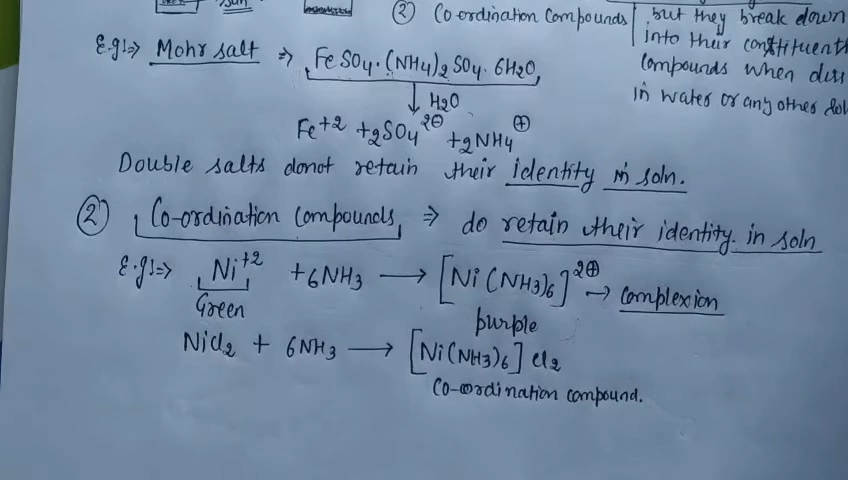 ② Co-ordination Compounds
but they break down
into their constituent
compounds when
in water or any other
E.g!⇒ Mohr salt ⇒ FeSO4.(NH4)2SO4.6H2O
↓ H2O
Fe+2 + 2SO4 2⊖ + 2NH4 ⊕
Double salts donot retain their identity in soln.
② Co-ordination Compounds ⇒ do retain their identity in soln
E.g!⇒ Ni+2 + 6NH3 ⟶ [Ni(NH3)6]2⊕ → Complexion
Green
purple
NiCl2 + 6NH3 ⟶ [Ni(NH3)6] Cl2
Co-ordination compound.